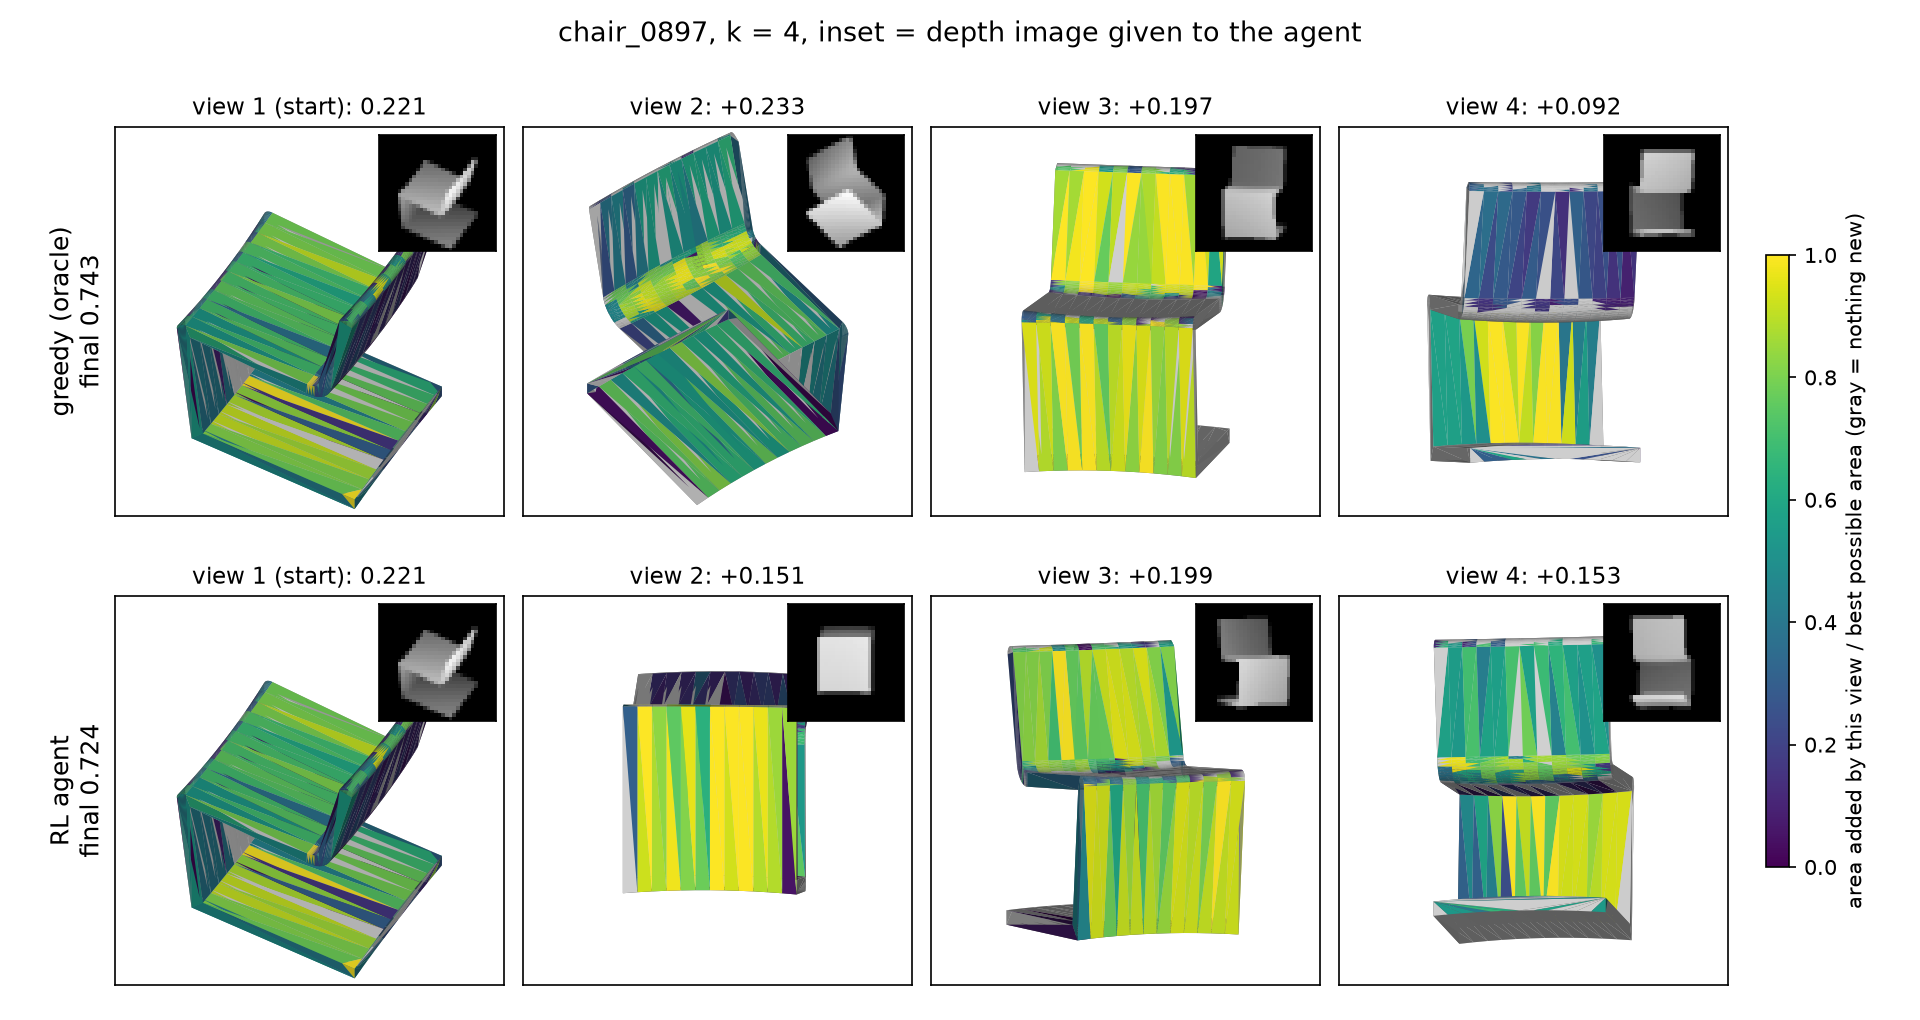 chair_0897, k = 4, inset = depth image given to the agent
greedy (oracle)
final 0.743
view 1 (start): 0.221
view 2: +0.233
view 3: +0.197
view 4: +0.092
RL agent
final 0.724
view 1 (start): 0.221
view 2: +0.151
view 3: +0.199
view 4: +0.153
1.0
0.8
0.6
0.4
0.2
0.0
area added by this view / best possible area (gray = nothing new)